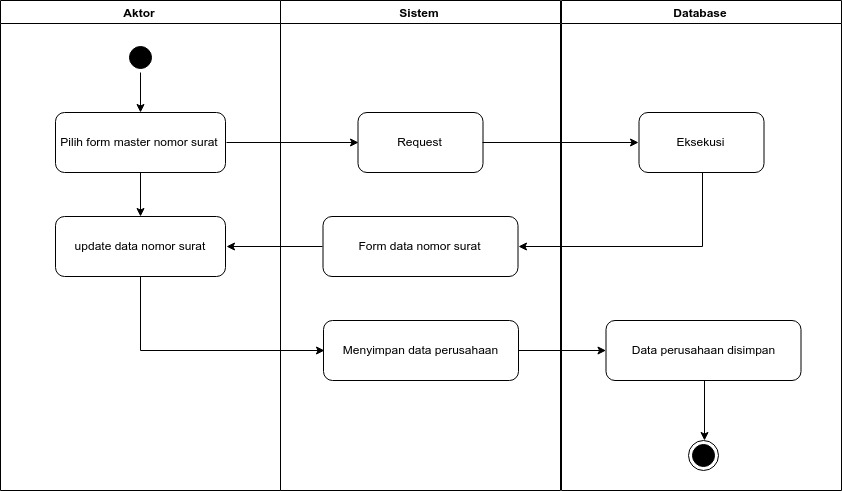 Aktor
Sistem
Database
Pilih form master nomor surat
Request
Eksekusi
update data nomor surat
Form data nomor surat
Menyimpan data perusahaan
Data perusahaan disimpan